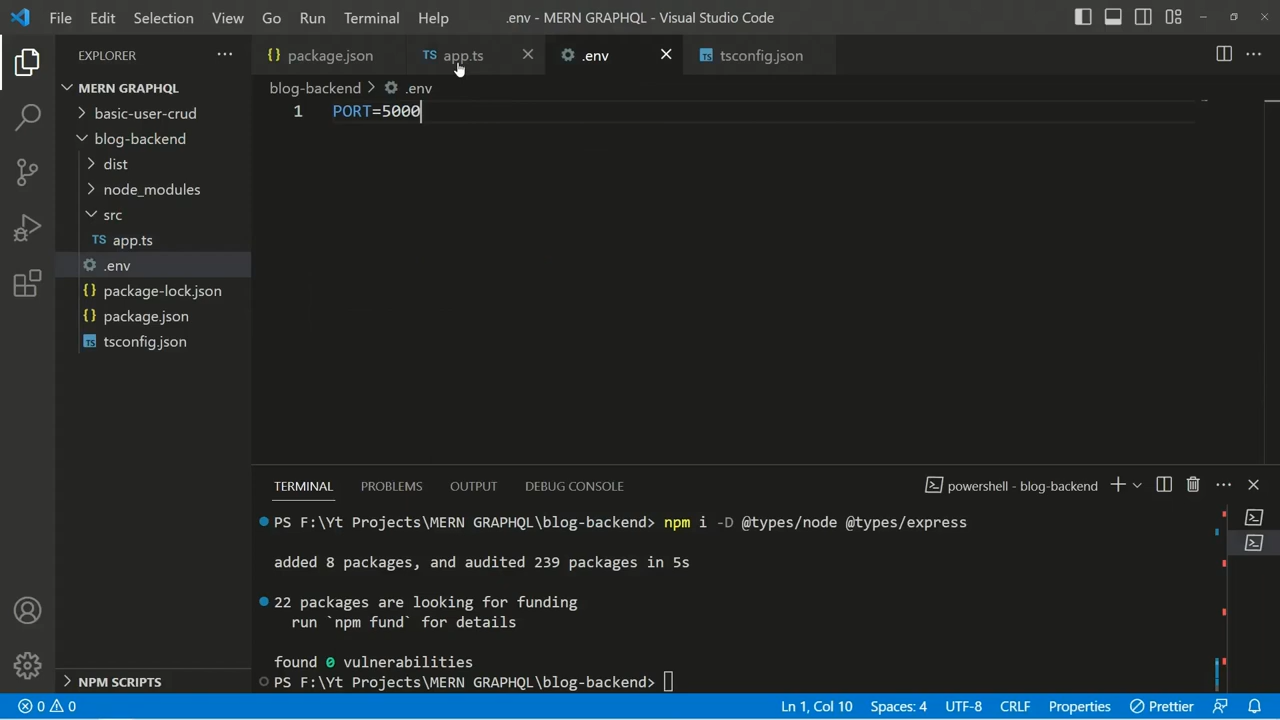 File Edit Selection View Go Run Terminal Help
.env - MERN GRAPHQL - Visual Studio Code
EXPLORER
MERN GRAPHQL
basic-user-crud
blog-backend
dist
node_modules
src
TS app.ts
.env
{} package-lock.json
{} package.json
TS tsconfig.json
NPM SCRIPTS
{} package.json
TS app.ts
.env
TS tsconfig.json
blog-backend > .env
1 PORT=5000
TERMINAL PROBLEMS OUTPUT DEBUG CONSOLE
powershell - blog-backend
PS F:\Yt Projects\MERN GRAPHQL\blog-backend> npm i -D @types/node @types/express
added 8 packages, and audited 239 packages in 5s
22 packages are looking for funding
run `npm fund` for details
found 0 vulnerabilities
PS F:\Yt Projects\MERN GRAPHQL\blog-backend>
0 0
Ln 1, Col 10 Spaces: 4 UTF-8 CRLF Properties Prettier